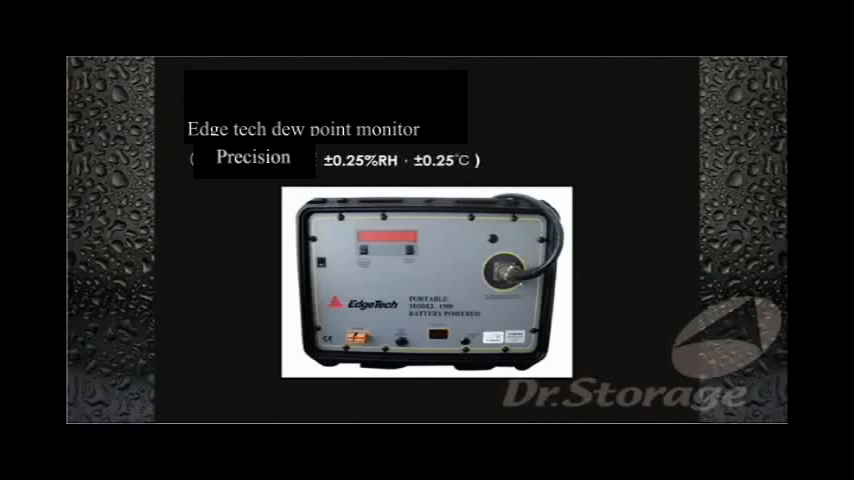 Edge tech dew point monitor
( Precision ±0.25%RH · ±0.25°C )
EdgeTech
PORTABLE
MODEL 1500
BATTERY POWERED
CE
Dr.Storage